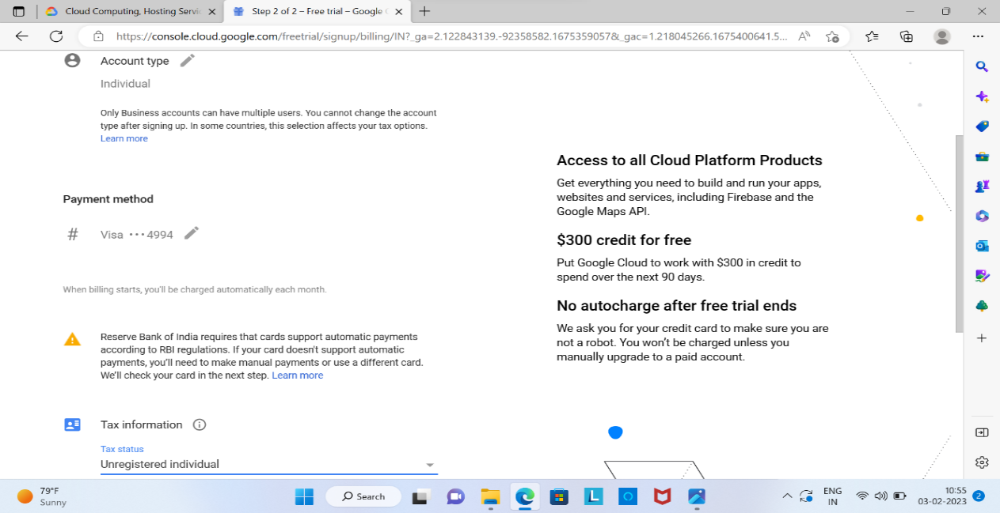 Cloud Computing, Hosting Servic
Step 2 of 2 – Free trial – Google C
https://console.cloud.google.com/freetrial/signup/billing/IN?_ga=2.122843139.-92358582.1675359057&_gac=1.218045266.1675400641.5...
Account type
Individual
Only Business accounts can have multiple users. You cannot change the account
type after signing up. In some countries, this selection affects your tax options.
Learn more
Payment method
# Visa •••4994
When billing starts, you'll be charged automatically each month.
Reserve Bank of India requires that cards support automatic payments
according to RBI regulations. If your card doesn't support automatic
payments, you'll need to make manual payments or use a different card.
We'll check your card in the next step. Learn more
Tax information
Tax status
Unregistered individual
Access to all Cloud Platform Products
Get everything you need to build and run your apps,
websites and services, including Firebase and the
Google Maps API.
$300 credit for free
Put Google Cloud to work with $300 in credit to
spend over the next 90 days.
No autocharge after free trial ends
We ask you for your credit card to make sure you are
not a robot. You won't be charged unless you
manually upgrade to a paid account.
79°F
Sunny
Search
L
ENG
IN
10:55
03-02-2023
2